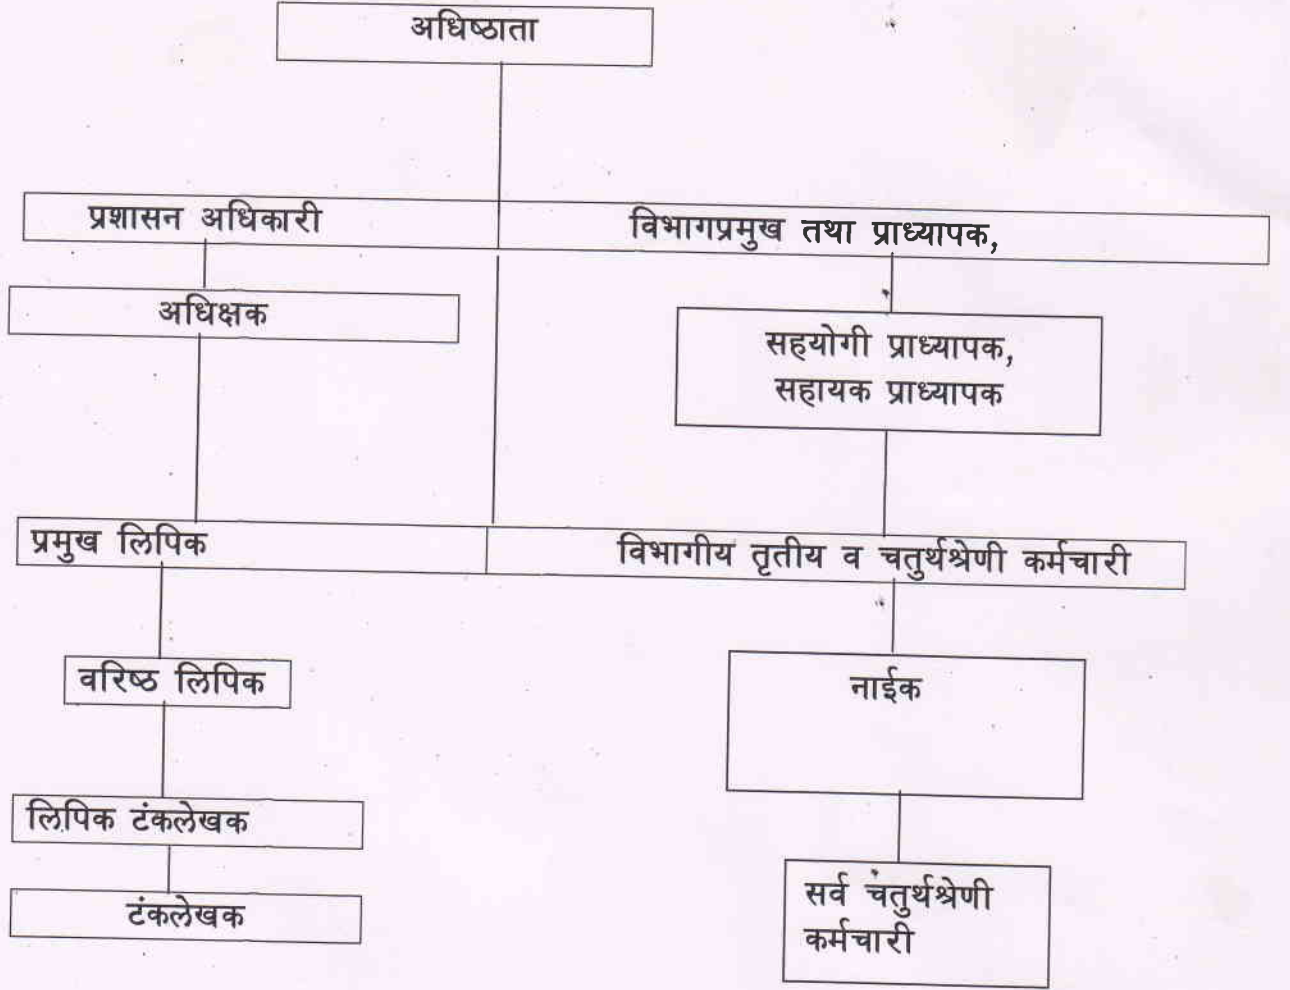 अधिष्ठाता
प्रशासन अधिकारी
विभागप्रमुख तथा प्राध्यापक,
अधिक्षक
सहयोगी प्राध्यापक,
सहायक प्राध्यापक
प्रमुख लिपिक
विभागीय तृतीय व चतुर्थश्रेणी कर्मचारी
वरिष्ठ लिपिक
नाईक
लिपिक टंकलेखक
टंकलेखक
सर्व चतुर्थश्रेणी
कर्मचारी